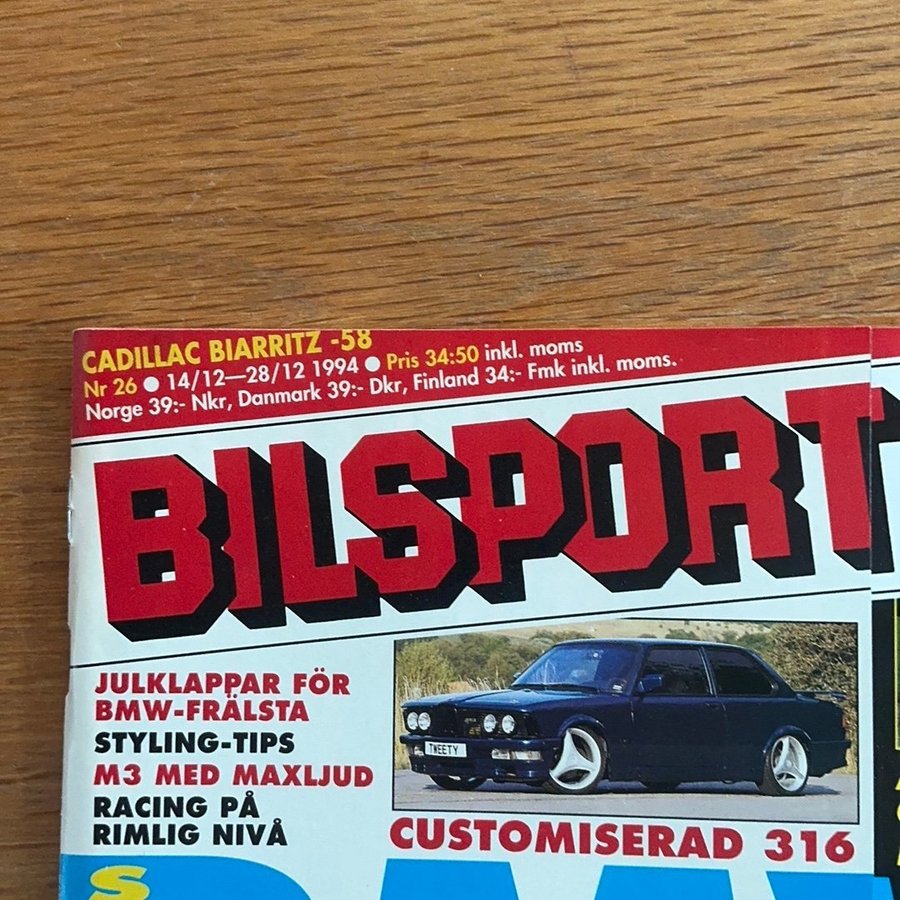 CADILLAC BIARRITZ -58
Nr 26 ● 14/12—28/12 1994 ● Pris 34:50 inkl. moms
Norge 39:- Nkr, Danmark 39:- Dkr, Finland 34:- Fmk inkl. moms.
BILSPORT
JULKLAPPAR FÖR
BMW-FRÄLSTA
STYLING-TIPS
M3 MED MAXLJUD
RACING PÅ
RIMLIG NIVÅ
TWEETY
CUSTOMISERAD 316